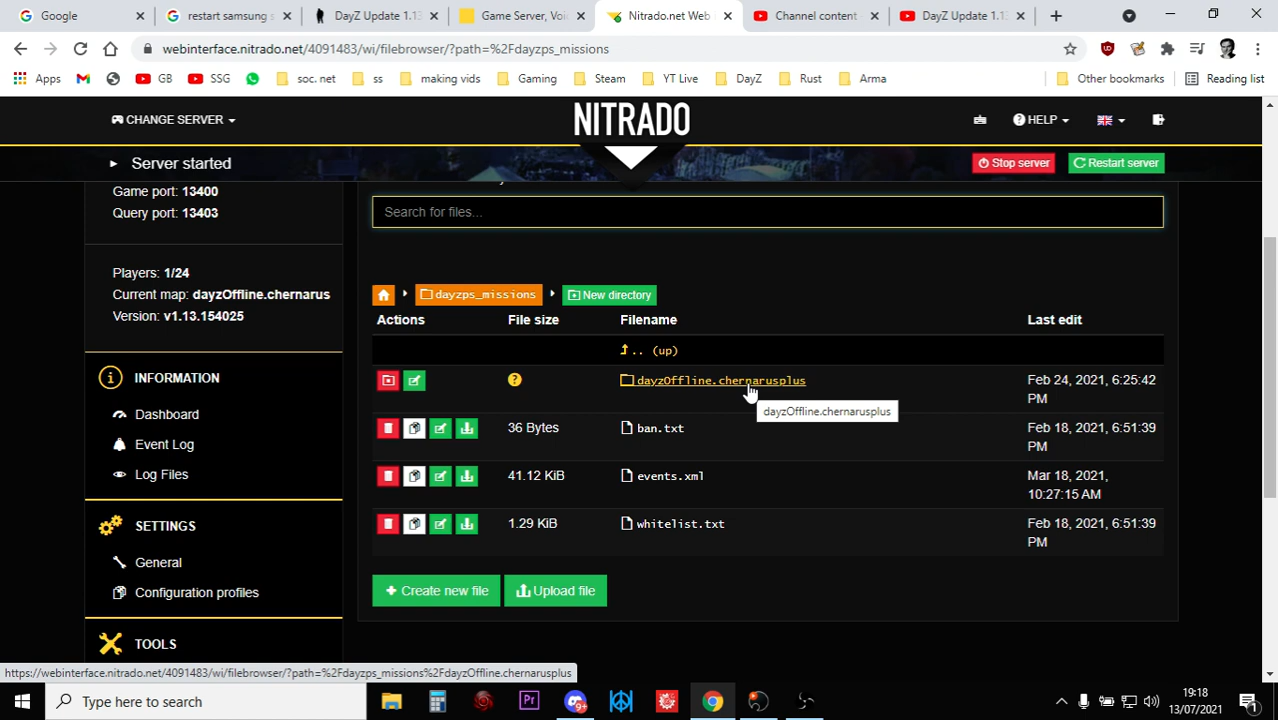 Google
restart samsung s
DayZ Update 1.13
Game Server, Voi
Nitrado.net Web
Channel content
DayZ Update 1.13
webinterface.nitrado.net/4091483/wi/filebrowser/?path=%2Fdayzps_missions
Apps
GB
SSG
soc. net
ss
making vids
Gaming
Steam
YT Live
DayZ
Rust
Arma
Other bookmarks
Reading list
CHANGE SERVER
NITRADO
HELP
Server started
Stop server
Restart server
Game port: 13400
Query port: 13403
Search for files...
Players: 1/24
Current map: dayzOffline.chernarus
Version: v1.13.154025
dayzps_missions
New directory
Actions
File size
Filename
Last edit
.. (up)
?
dayzOffline.chernarusplus
Feb 24, 2021, 6:25:42
PM
dayzOffline.chernarusplus
36 Bytes
ban.txt
Feb 18, 2021, 6:51:39
PM
41.12 KiB
events.xml
Mar 18, 2021,
10:27:15 AM
1.29 KiB
whitelist.txt
Feb 18, 2021, 6:51:39
PM
Create new file
Upload file
INFORMATION
Dashboard
Event Log
Log Files
SETTINGS
General
Configuration profiles
TOOLS
https://webinterface.nitrado.net/4091483/wi/filebrowser/?path=%2Fdayzps_missions%2FdayzOffline.chernarusplus
Type here to search
Pr
9+
19:18
13/07/2021
1